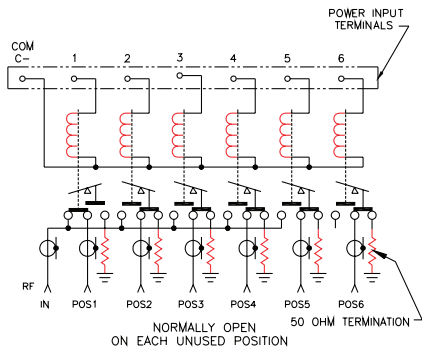 POWER INPUT
TERMINALS
COM
C-
1 2 3 4 5 6
RF
IN POS1 POS2 POS3 POS4 POS5 POS6
50 OHM TERMINATION
NORMALLY OPEN
ON EACH UNUSED POSITION